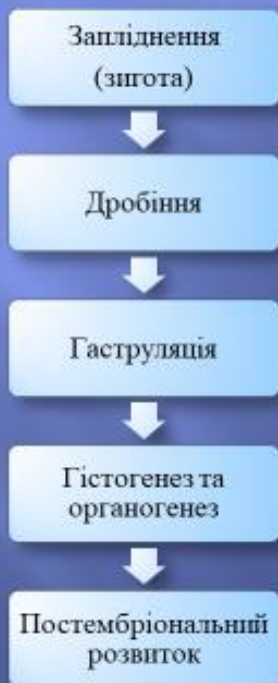 Запліднення
(зигота)
Дробіння
Гаструляція
Гістогенез та
органогенез
Постембріональний
розвиток